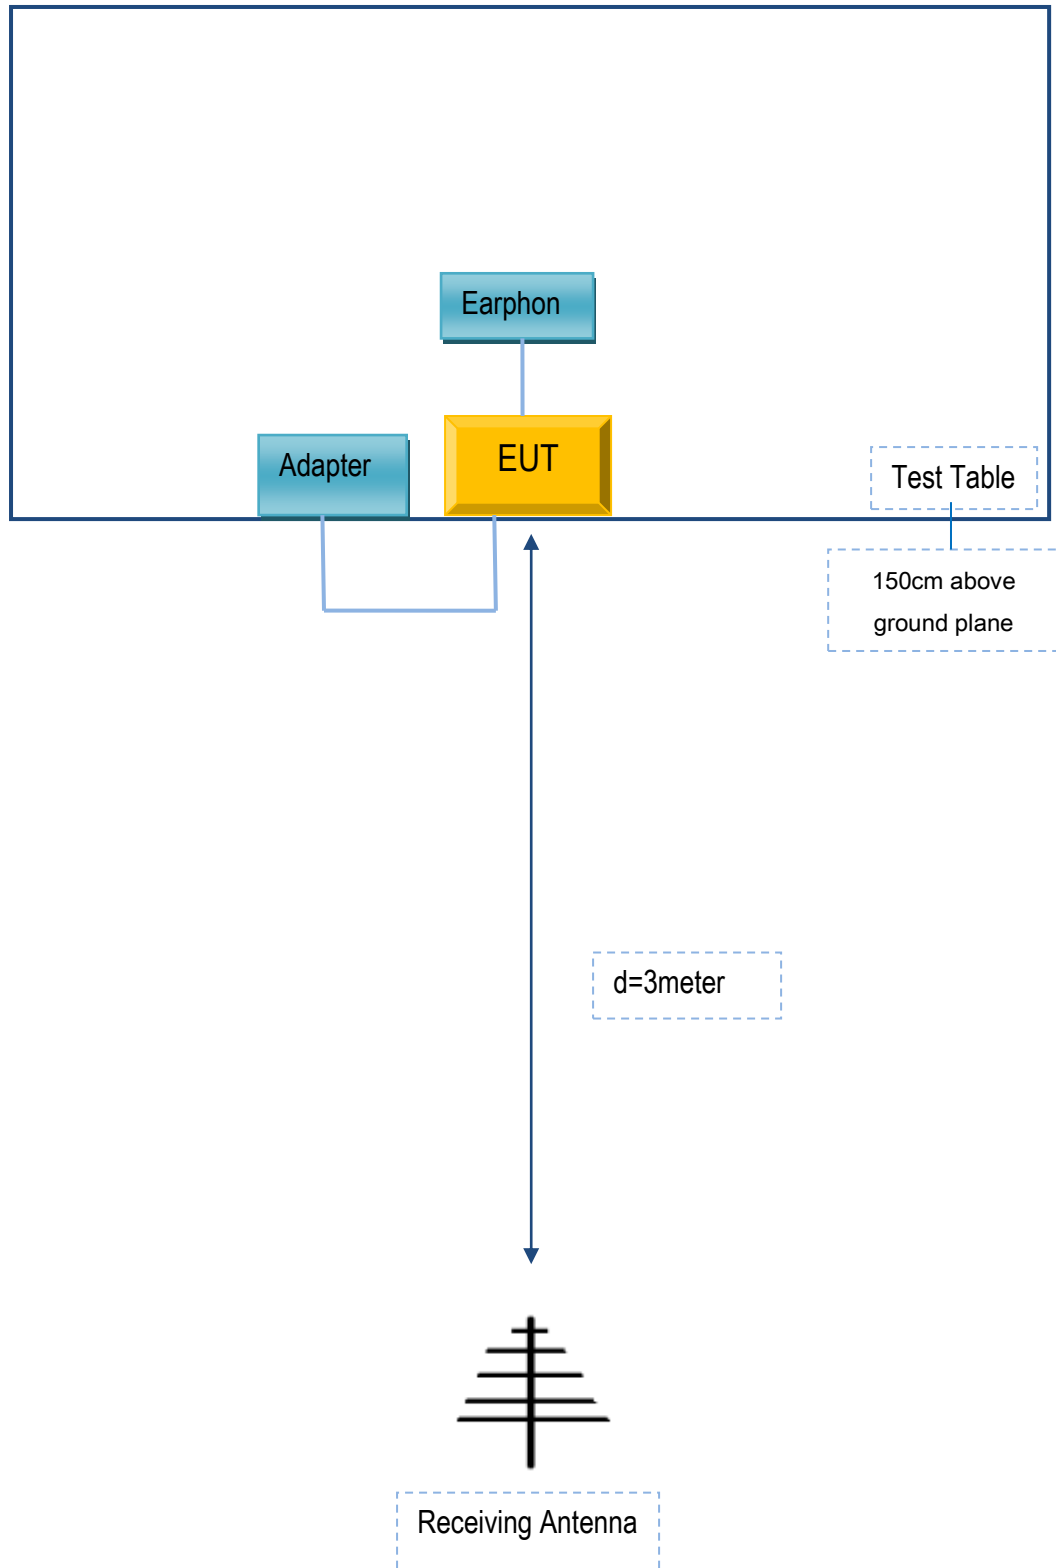 Earphon
EUT
Adapter
Test Table
150cm above
ground plane
d=3meter
Receiving Antenna